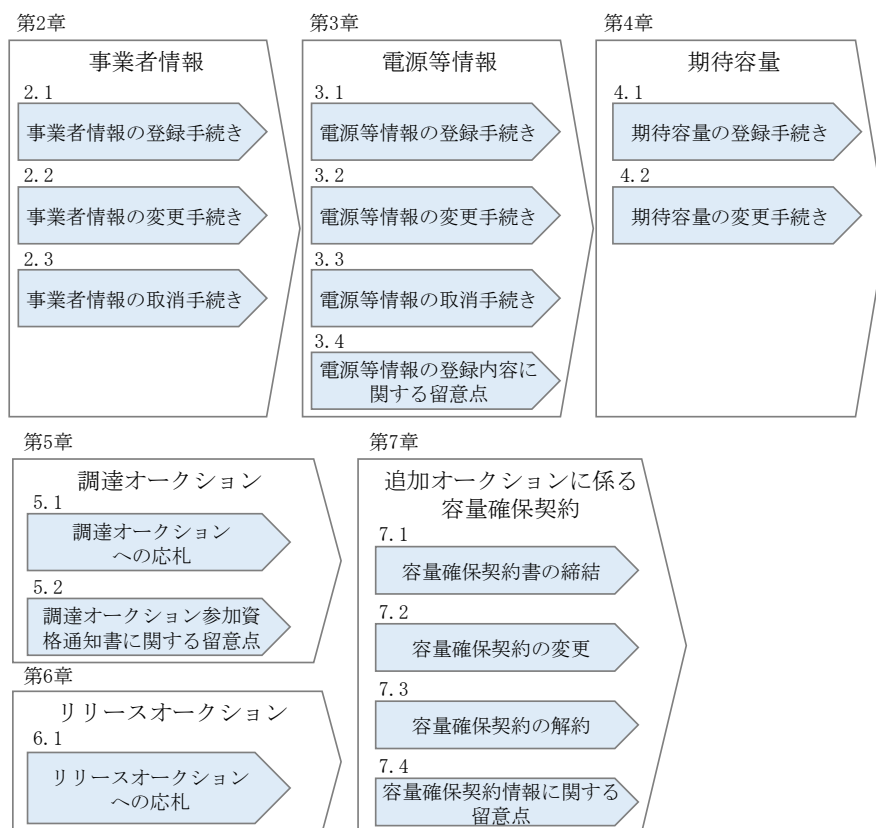 第2章
事業者情報
2.1
事業者情報の登録手続き
2.2
事業者情報の変更手続き
2.3
事業者情報の取消手続き
第3章
電源等情報
3.1
電源等情報の登録手続き
3.2
電源等情報の変更手続き
3.3
電源等情報の取消手続き
3.4
電源等情報の登録内容に
関する留意点
第4章
期待容量
4.1
期待容量の登録手続き
4.2
期待容量の変更手続き
第5章
調達オークション
5.1
調達オークション
への応札
5.2
調達オークション参加資
格通知書に関する留意点
第6章
リリースオークション
6.1
リリースオークション
への応札
第7章
追加オークションに係る
容量確保契約
7.1
容量確保契約書の締結
7.2
容量確保契約の変更
7.3
容量確保契約の解約
7.4
容量確保契約情報に関する
留意点